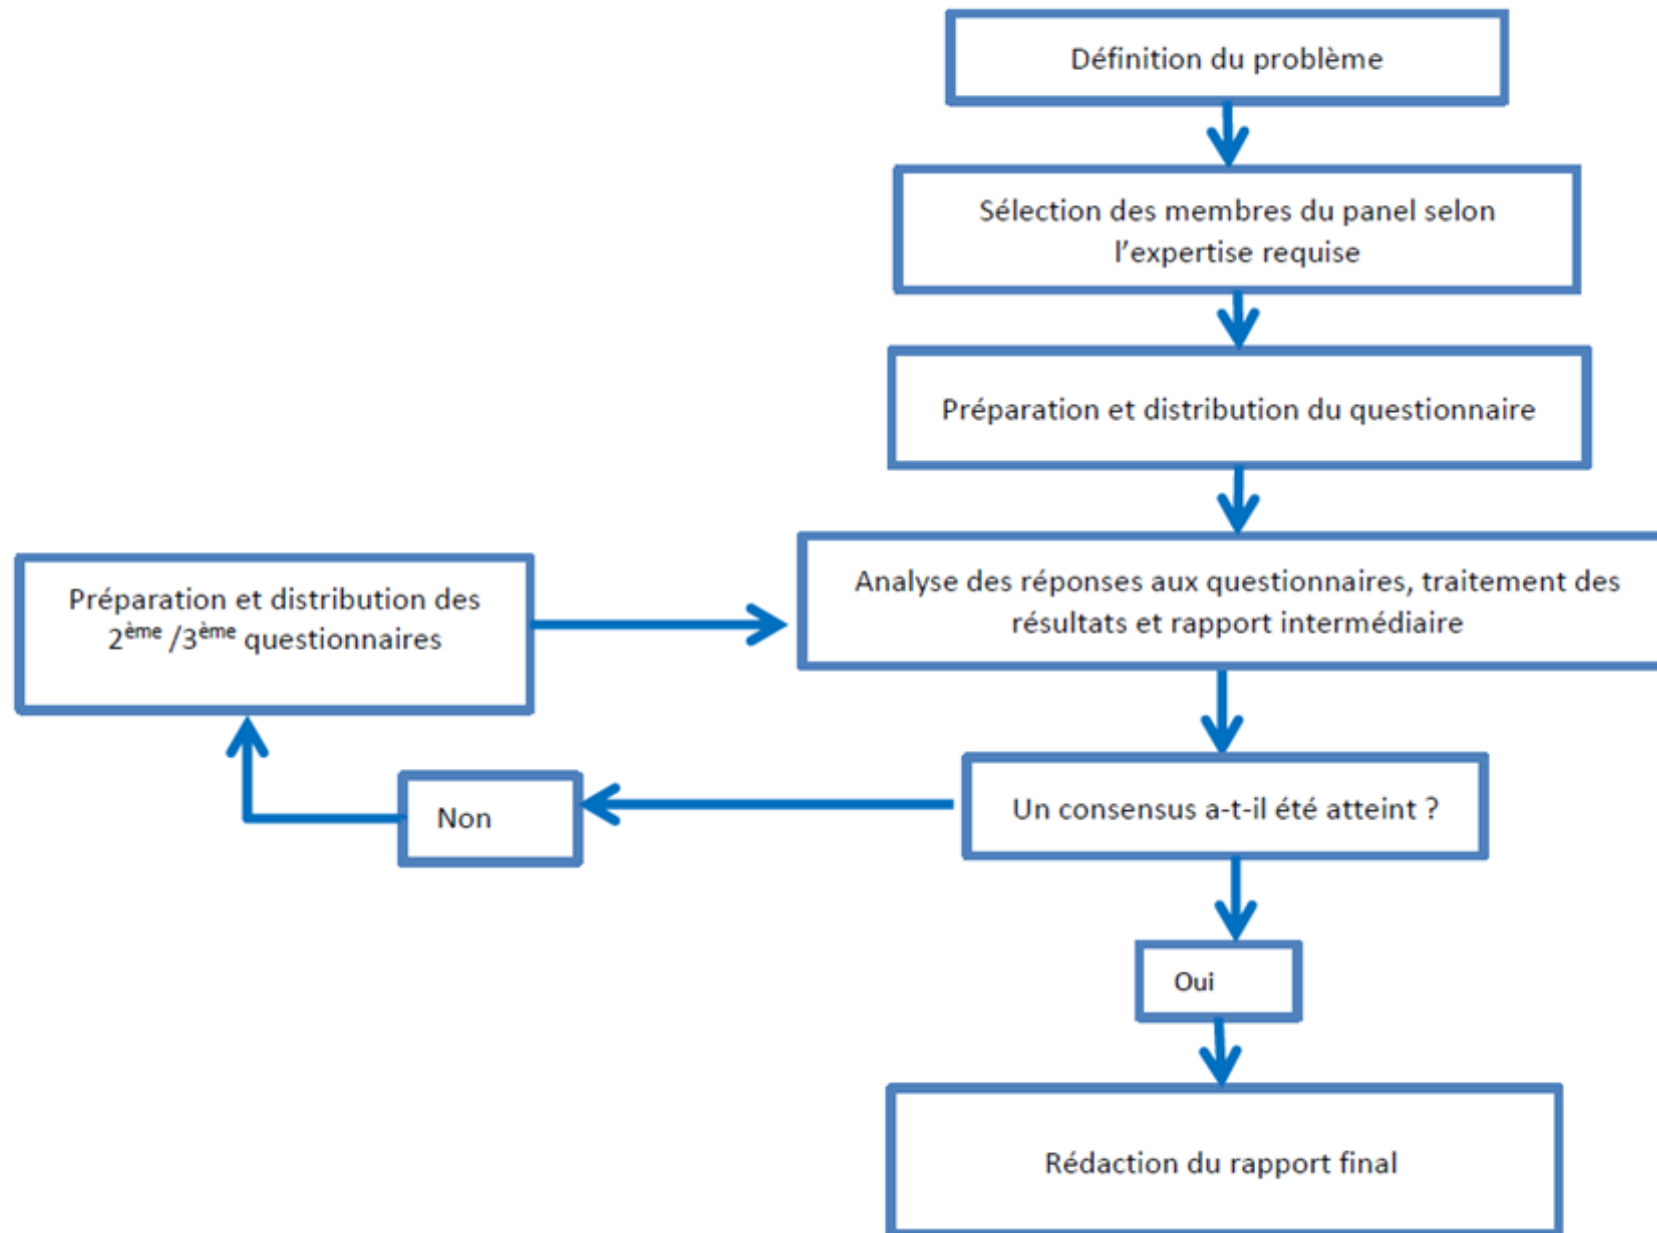 Définition du problème
Sélection des membres du panel selon
l’expertise requise
Préparation et distribution du questionnaire
Analyse des réponses aux questionnaires, traitement des
résultats et rapport intermédiaire
Préparation et distribution des
2ème /3ème questionnaires
Un consensus a-t-il été atteint ?
Non
Oui
Rédaction du rapport final